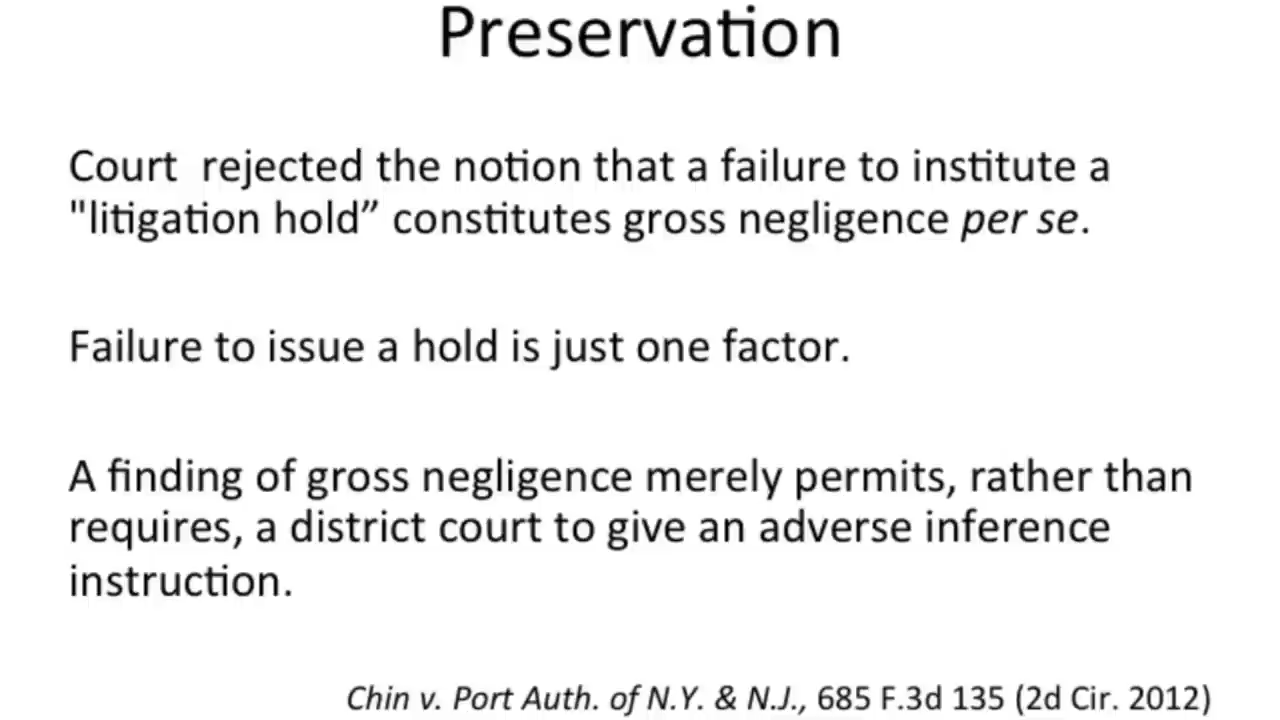 Preservation
Court  rejected the notion that a failure to institute a
"litigation hold” constitutes gross negligence per se.
Failure to issue a hold is just one factor.
A finding of gross negligence merely permits, rather than
requires, a district court to give an adverse inference
instruction.
Chin v. Port Auth. of N.Y. & N.J., 685 F.3d 135 (2d Cir. 2012)